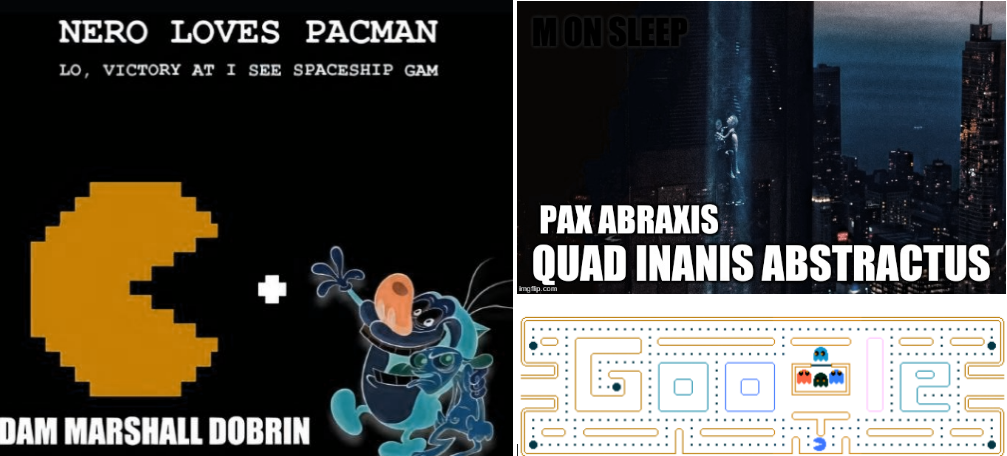 NERO LOVES PACMAN
LO, VICTORY AT I SEE SPACESHIP GAM
DAM MARSHALL DOBRIN
M ON SLEEP
PAX ABRAXIS
QUAD INANIS ABSTRACTUS
imgflip.com
Google